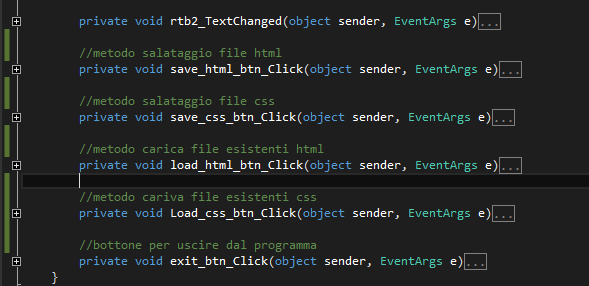 private void rtb2_TextChanged(object sender, EventArgs e)...
//metodo salataggio file html
private void save_html_btn_Click(object sender, EventArgs e)...
//metodo salataggio file css
private void save_css_btn_Click(object sender, EventArgs e)...
//metodo carica file esistenti html
private void load_html_btn_Click(object sender, EventArgs e)...
//metodo cariva file esistenti css
private void Load_css_btn_Click(object sender, EventArgs e)...
//bottone per uscire dal programma
private void exit_btn_Click(object sender, EventArgs e)...
}